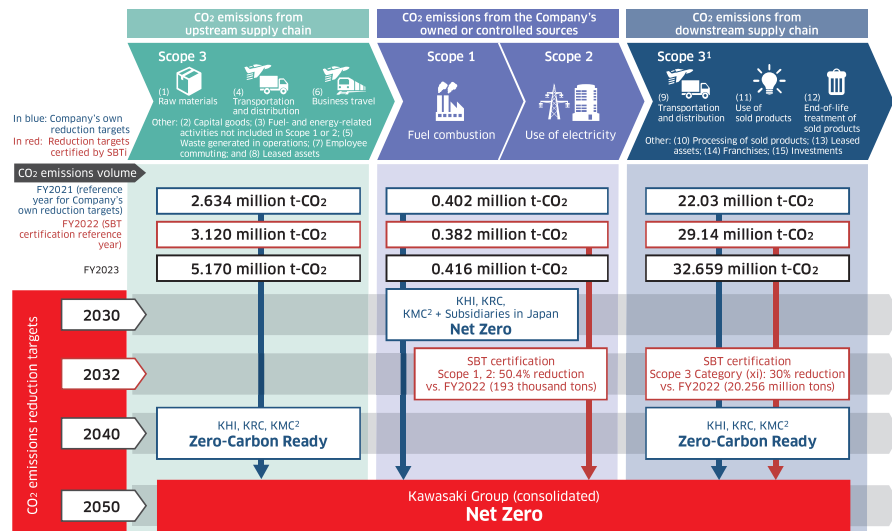 CO₂ emissions from
upstream supply chain
CO₂ emissions from the Company's
owned or controlled sources
CO₂ emissions from
downstream supply chain
Scope 3
(1)
Raw materials
(4)
Transportation
and distribution
(6)
Business travel
Other: (2) Capital goods; (3) Fuel- and energy-related
activities not included in Scope 1 or 2; (5)
Waste generated in operations; (7) Employee
commuting; and (8) Leased assets
Scope 1
Fuel combustion
Scope 2
Use of electricity
Scope 3¹
(9)
Transportation
and distribution
(11)
Use of
sold products
(12)
End-of-life
treatment of
sold products
Other: (10) Processing of sold products; (13) Leased
assets; (14) Franchises; (15) Investments
In blue: Company's own
reduction targets
In red: Reduction targets
certified by SBTi
CO₂ emissions volume
FY2021 (reference
year for Company's
own reduction targets)
2.634 million t-CO₂
0.402 million t-CO₂
22.03 million t-CO₂
FY2022 (SBT
certification reference
year)
3.120 million t-CO₂
0.382 million t-CO₂
29.14 million t-CO₂
FY2023
5.170 million t-CO₂
0.416 million t-CO₂
32.659 million t-CO₂
CO₂ emissions reduction targets
2030
KHI, KRC,
KMC² + Subsidiaries in Japan
Net Zero
2032
SBT certification
Scope 1, 2: 50.4% reduction
vs. FY2022 (193 thousand tons)
SBT certification
Scope 3 Category (xi): 30% reduction
vs. FY2022 (20.256 million tons)
2040
KHI, KRC, KMC²
Zero-Carbon Ready
KHI, KRC, KMC²
Zero-Carbon Ready
2050
Kawasaki Group (consolidated)
Net Zero